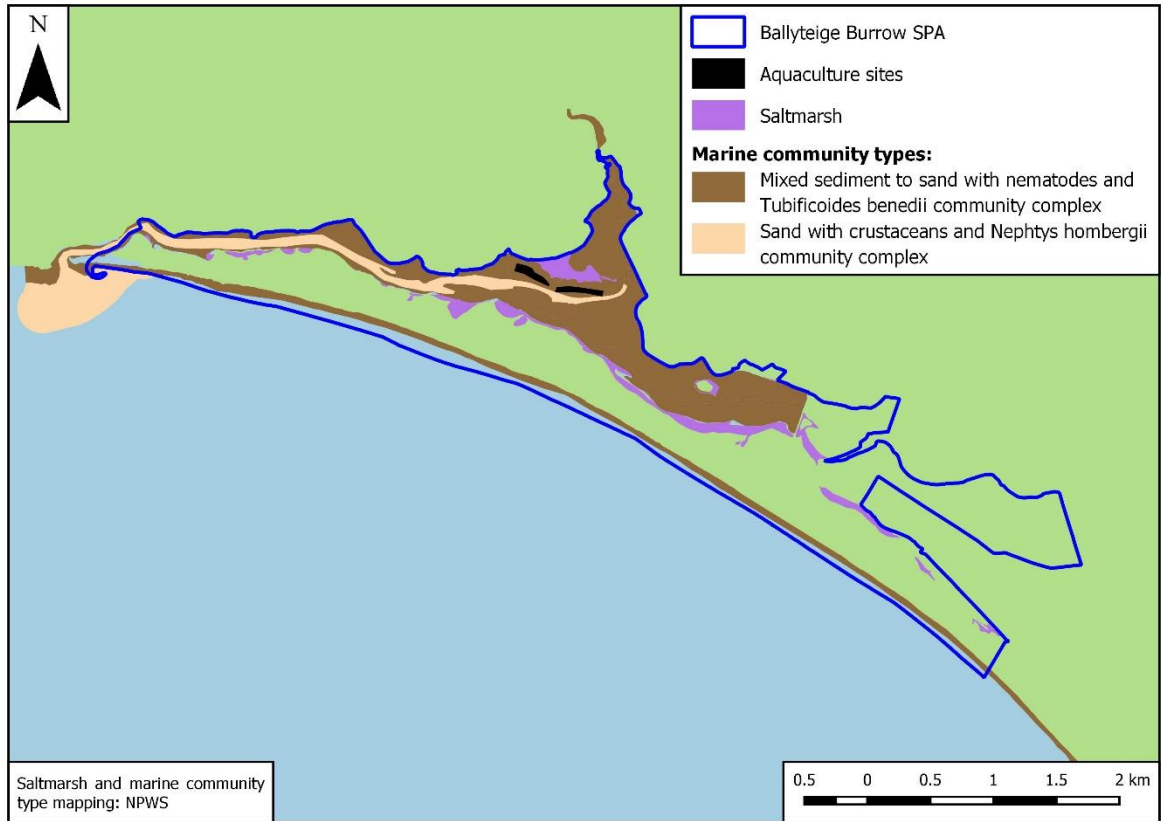 N
Ballyteige Burrow SPA
Aquaculture sites
Saltmarsh
Marine community types:
Mixed sediment to sand with nematodes and
Tubificoides benedii community complex
Sand with crustaceans and Nephtys hombergii
community complex
Saltmarsh and marine community
type mapping: NPWS
0.5 0 0.5 1 1.5 2 km